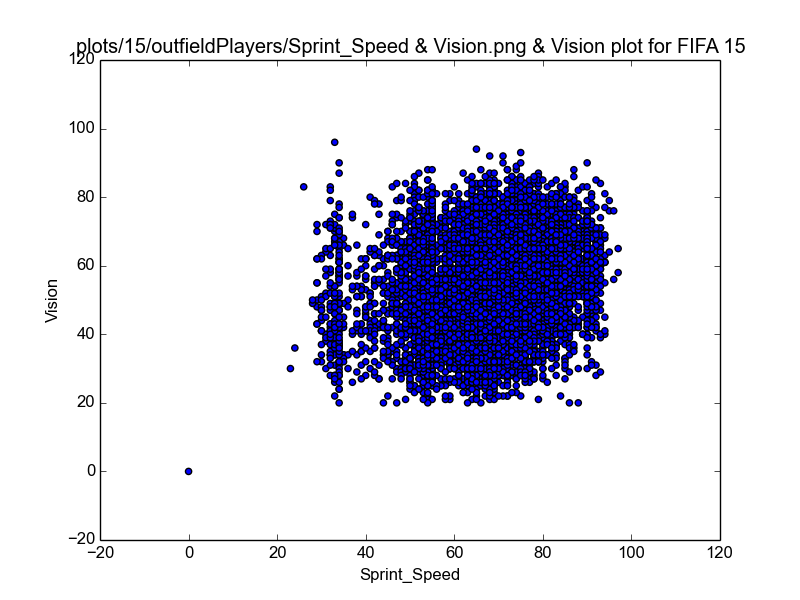 plots/15/outfieldPlayers/Sprint_Speed & Vision.png & Vision plot for FIFA 15
120
100
80
60
40
20
0
−20
Vision
−20 0 20 40 60 80 100 120
Sprint_Speed